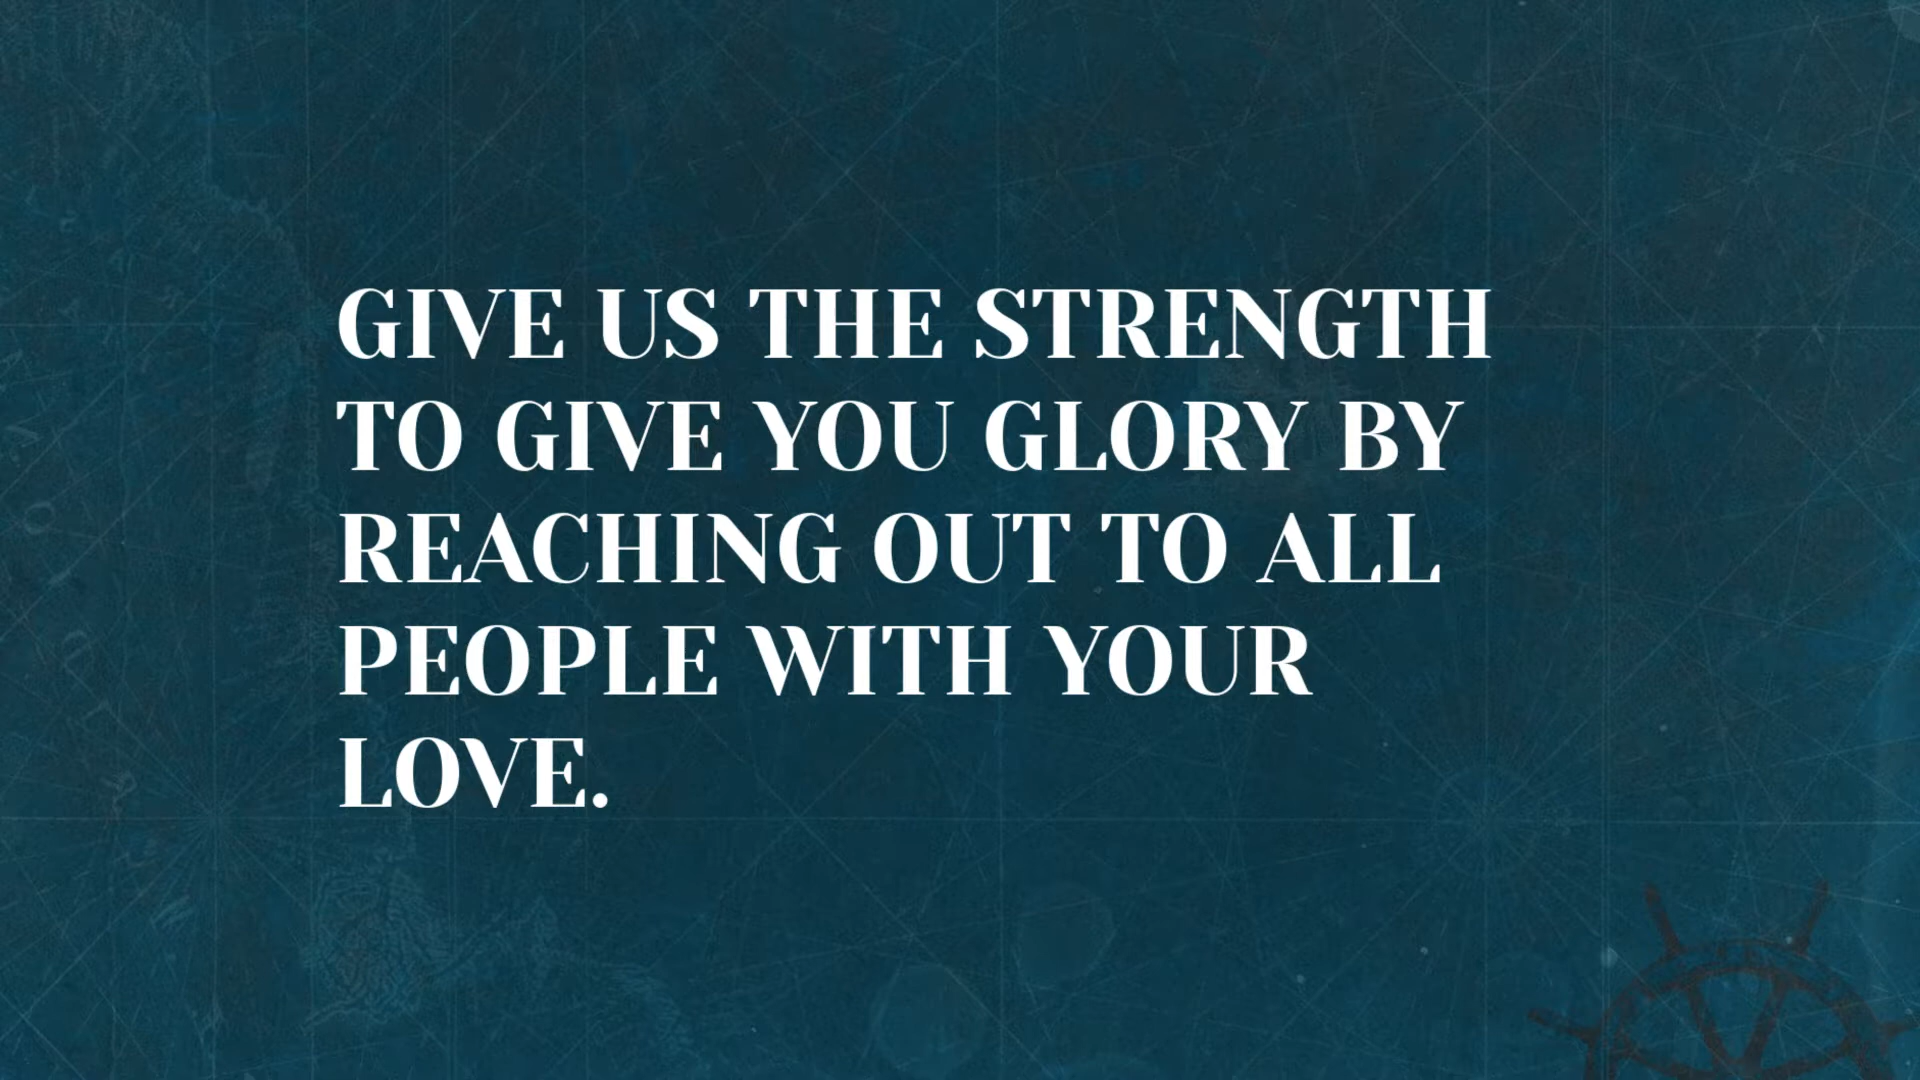 GIVE US THE STRENGTH
TO GIVE YOU GLORY BY
REACHING OUT TO ALL
PEOPLE WITH YOUR
LOVE.